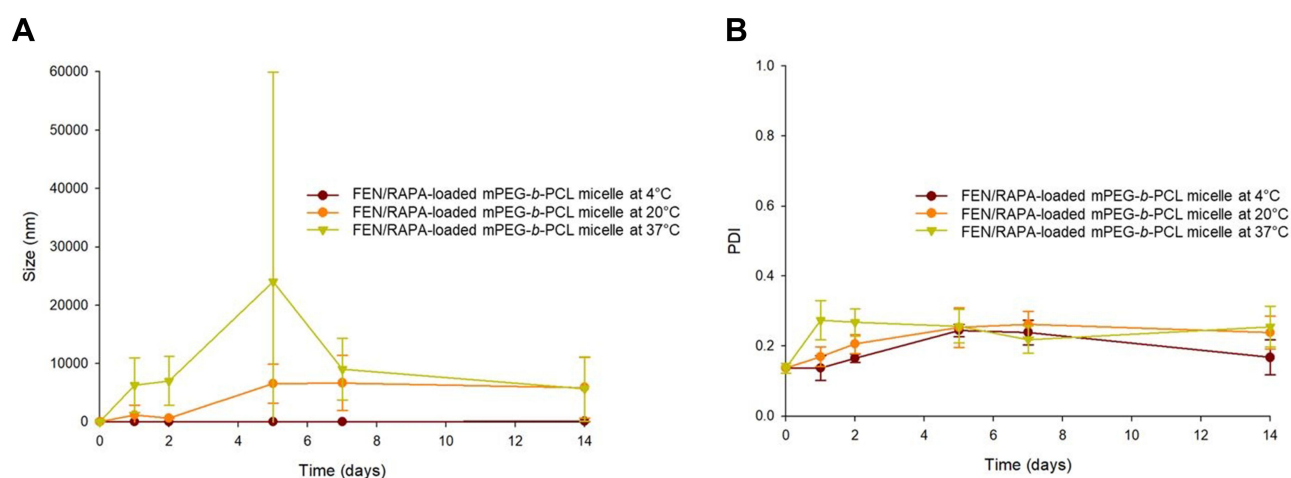 A
60000
50000
40000
30000
20000
10000
0
Size (nm)
FEN/RAPA-loaded mPEG-b-PCL micelle at 4°C
FEN/RAPA-loaded mPEG-b-PCL micelle at 20°C
FEN/RAPA-loaded mPEG-b-PCL micelle at 37°C
0 2 4 6 8 10 12 14
Time (days)
B
1.0
0.8
0.6
0.4
0.2
0.0
PDI
FEN/RAPA-loaded mPEG-b-PCL micelle at 4°C
FEN/RAPA-loaded mPEG-b-PCL micelle at 20°C
FEN/RAPA-loaded mPEG-b-PCL micelle at 37°C
0 2 4 6 8 10 12 14
Time (days)